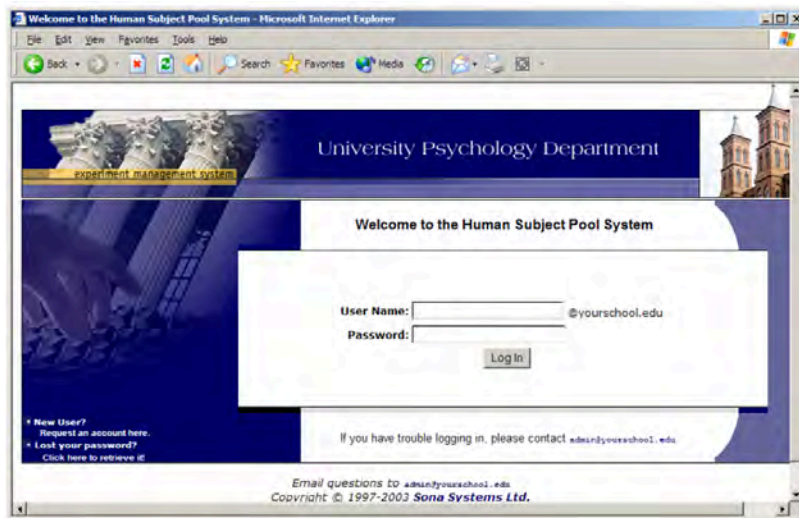 Welcome to the Human Subject Pool System - Microsoft Internet Explorer
File Edit View Favorites Tools Help
Back Search Favorites Media
experiment management system
University Psychology Department
Welcome to the Human Subject Pool System
User Name: @yourschool.edu
Password:
Log In
New User?
Request an account here.
Lost your password?
Click here to retrieve it!
If you have trouble logging in, please contact admin@yourschool.edu
Email questions to admin@yourschool.edu
Copyright © 1997-2003 Sona Systems Ltd.